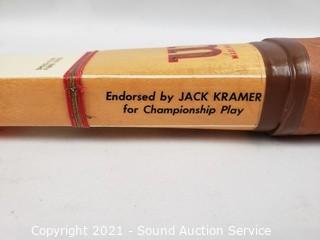 Endorsed by JACK KRAMER
for Championship Play
Copyright 2021 - Sound Auction Service